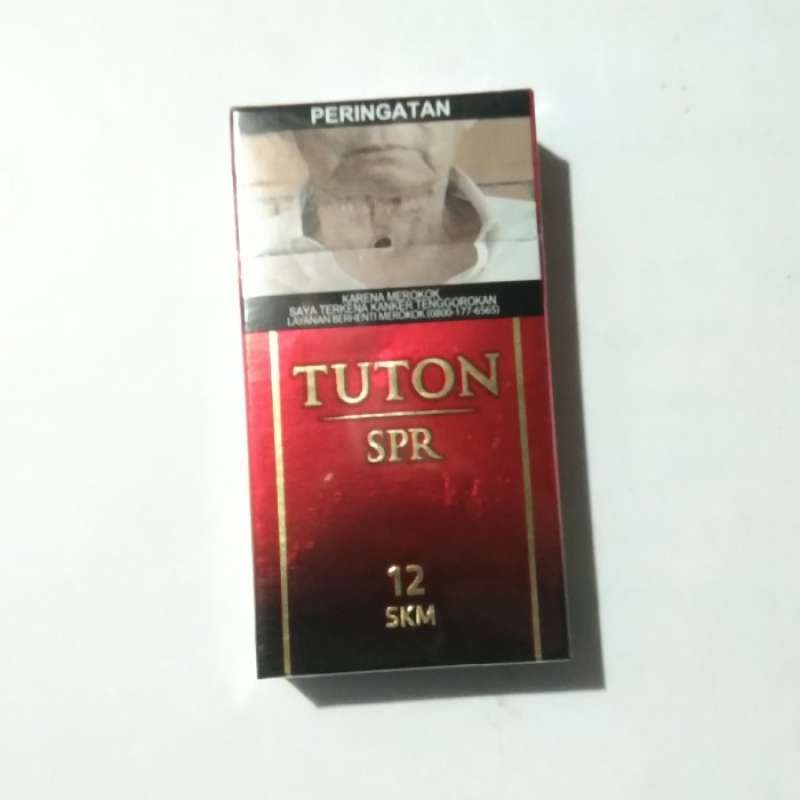 PERINGATAN
KARENA MEROKOK
SAYA TERKENA KANKER TENGGOROKAN
LAYANAN BERHENTI MEROKOK (0800-177-6565)
TUTON
SPR
12
SKM